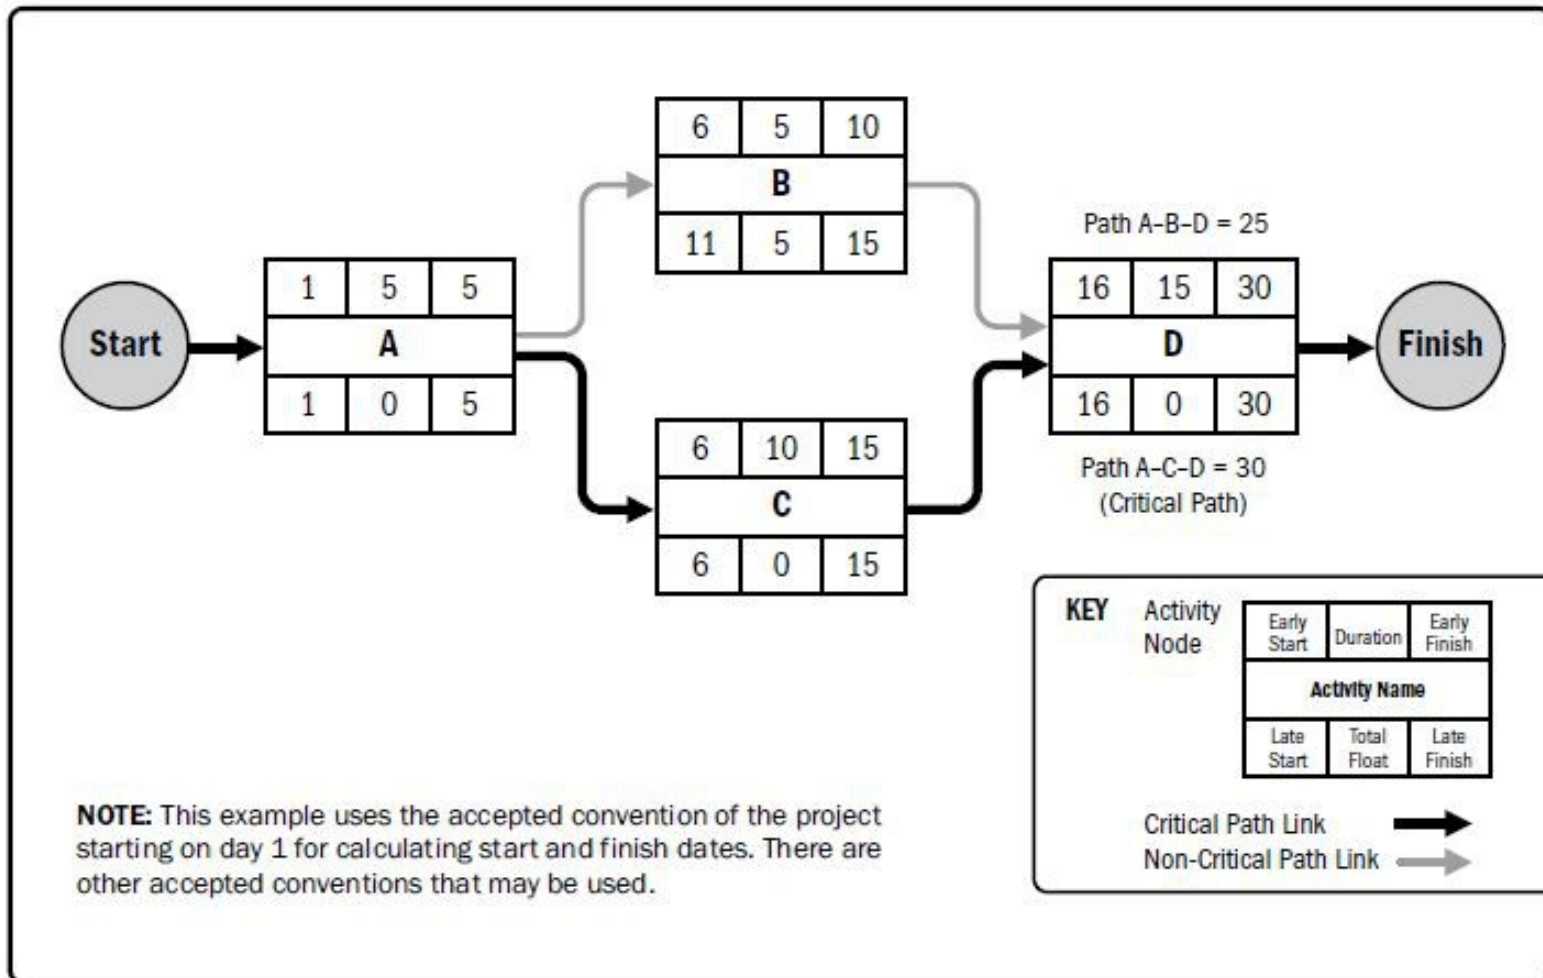 Start
1 5 5
A
1 0 5
6 5 10
B
11 5 15
6 10 15
C
6 0 15
Path A-B-D = 25
16 15 30
D
16 0 30
Path A-C-D = 30
(Critical Path)
Finish
KEY
Activity
Node
Early
Start
Duration
Early
Finish
Activity Name
Late
Start
Total
Float
Late
Finish
Critical Path Link
Non-Critical Path Link
NOTE: This example uses the accepted convention of the project
starting on day 1 for calculating start and finish dates. There are
other accepted conventions that may be used.